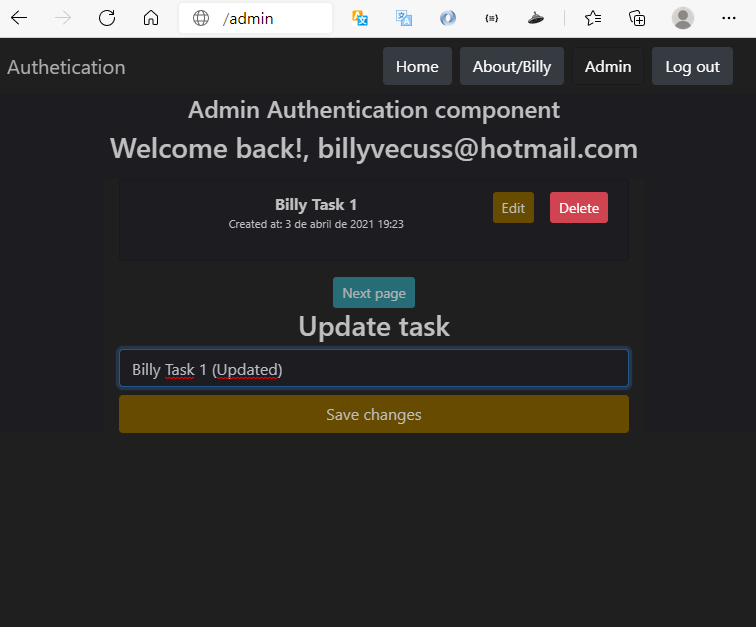 /admin
Authetication
Home
About/Billy
Admin
Log out
Admin Authentication component
Welcome back!, billyvecuss@hotmail.com
Billy Task 1
Created at: 3 de abril de 2021 19:23
Edit
Delete
Next page
Update task
Billy Task 1 (Updated)
Save changes